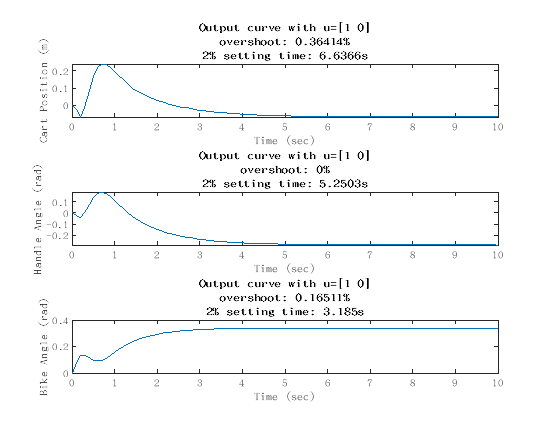 Output curve with u=[1 0]
overshoot: 0.36414%
2% setting time: 6.6366s
Cart Position (m)
0.2
0
0 1 2 3 4 5 6 7 8 9 10
Time (sec)
Output curve with u=[1 0]
overshoot: 0%
2% setting time: 5.2503s
Handle Angle (rad)
0.1
0
-0.1
-0.2
0 1 2 3 4 5 6 7 8 9 10
Time (sec)
Output curve with u=[1 0]
overshoot: 0.16511%
2% setting time: 3.185s
Bike Angle (rad)
0.4
0.2
0
0 1 2 3 4 5 6 7 8 9 10
Time (sec)